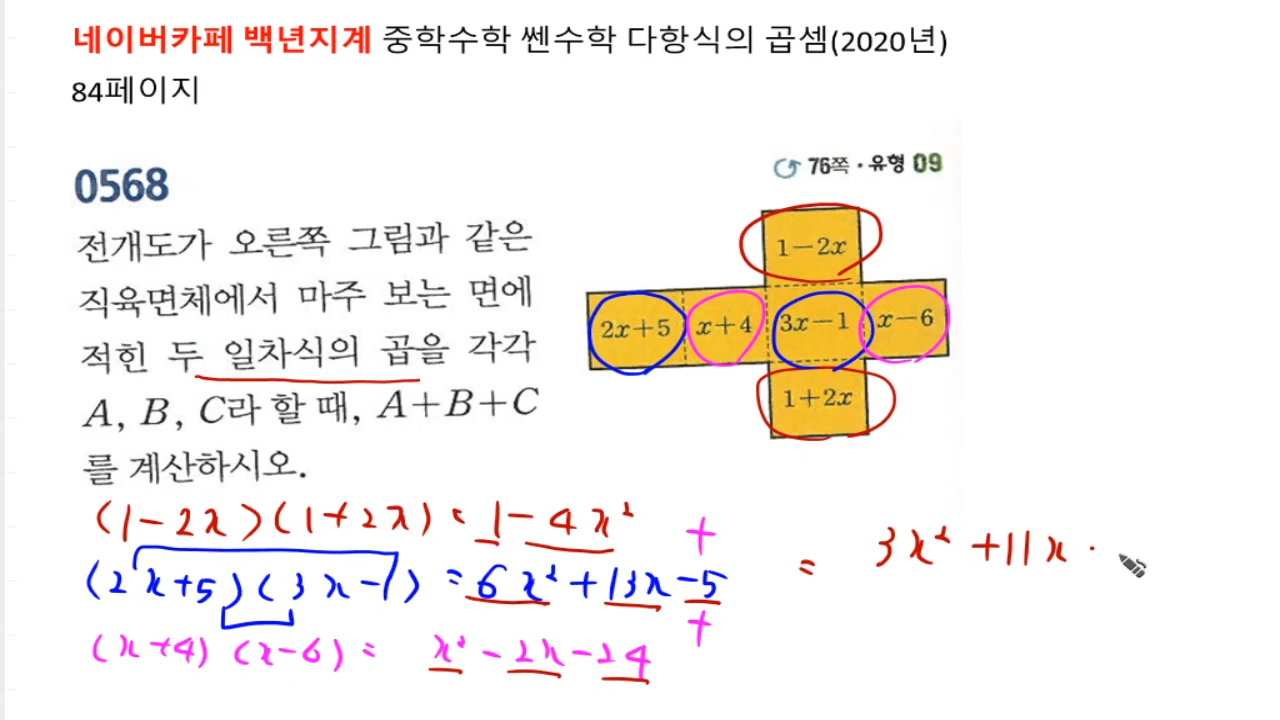 네이버카페 백년지계 중학수학 쎈수학 다항식의 곱셈(2020년)
84페이지
76쪽 · 유형 09
0568
전개도가 오른쪽 그림과 같은
직육면체에서 마주 보는 면에
적힌 두 일차식의 곱을 각각
A, B, C라 할 때, A+B+C
를 계산하시오.
1-2x
2x+5 x+4 3x-1 x-6
1+2x
(1-2x)(1+2x) = 1-4x² +
(2x+5)(3x-1) = 6x²+13x-5 +
(x+4)(x-6) = x²-2x-24
= 3x²+11x